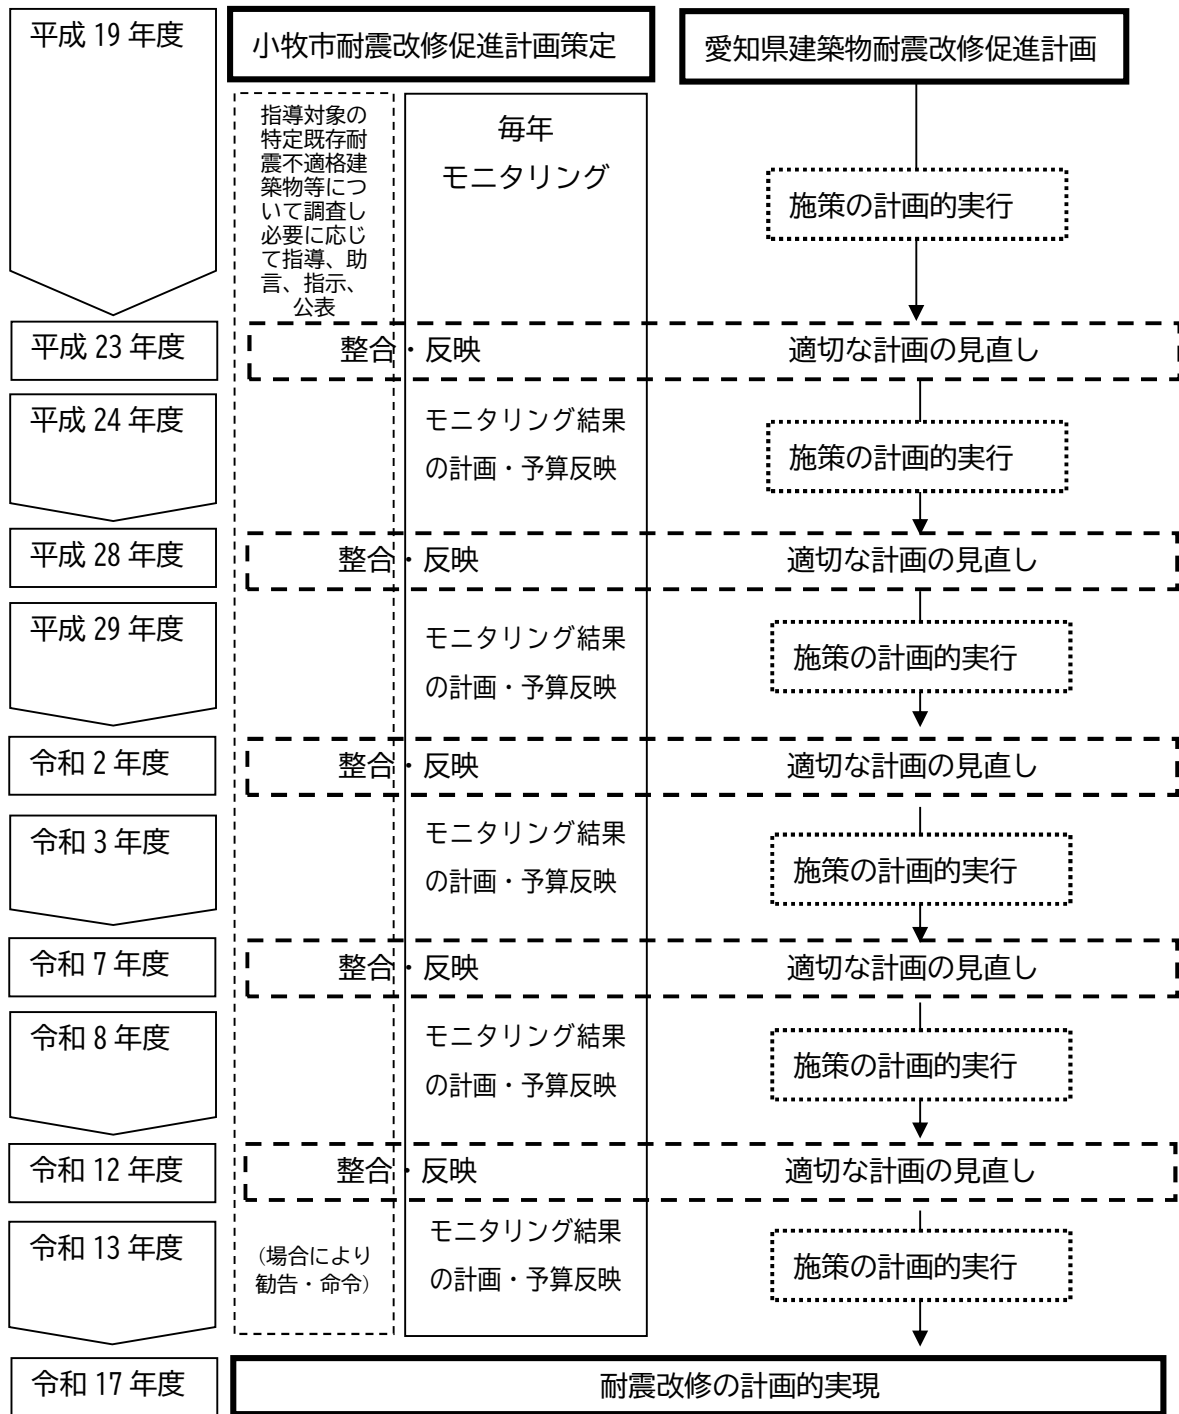 平成 19 年度
小牧市耐震改修促進計画策定
愛知県建築物耐震改修促進計画
指導対象の
特定既存耐
震不適格建
築物等につ
いて調査し
必要に応じ
て指導、助
言、指示、
公表
毎年
モニタリング
施策の計画的実行
平成 23 年度
整合・反映
適切な計画の見直し
平成 24 年度
モニタリング結果
の計画・予算反映
施策の計画的実行
平成 28 年度
整合・反映
適切な計画の見直し
平成 29 年度
モニタリング結果
の計画・予算反映
施策の計画的実行
令和 2 年度
整合・反映
適切な計画の見直し
令和 3 年度
モニタリング結果
の計画・予算反映
施策の計画的実行
令和 7 年度
整合・反映
適切な計画の見直し
令和 8 年度
モニタリング結果
の計画・予算反映
施策の計画的実行
令和 12 年度
整合・反映
適切な計画の見直し
令和 13 年度
(場合により
勧告・命令)
モニタリング結果
の計画・予算反映
施策の計画的実行
令和 17 年度
耐震改修の計画的実現